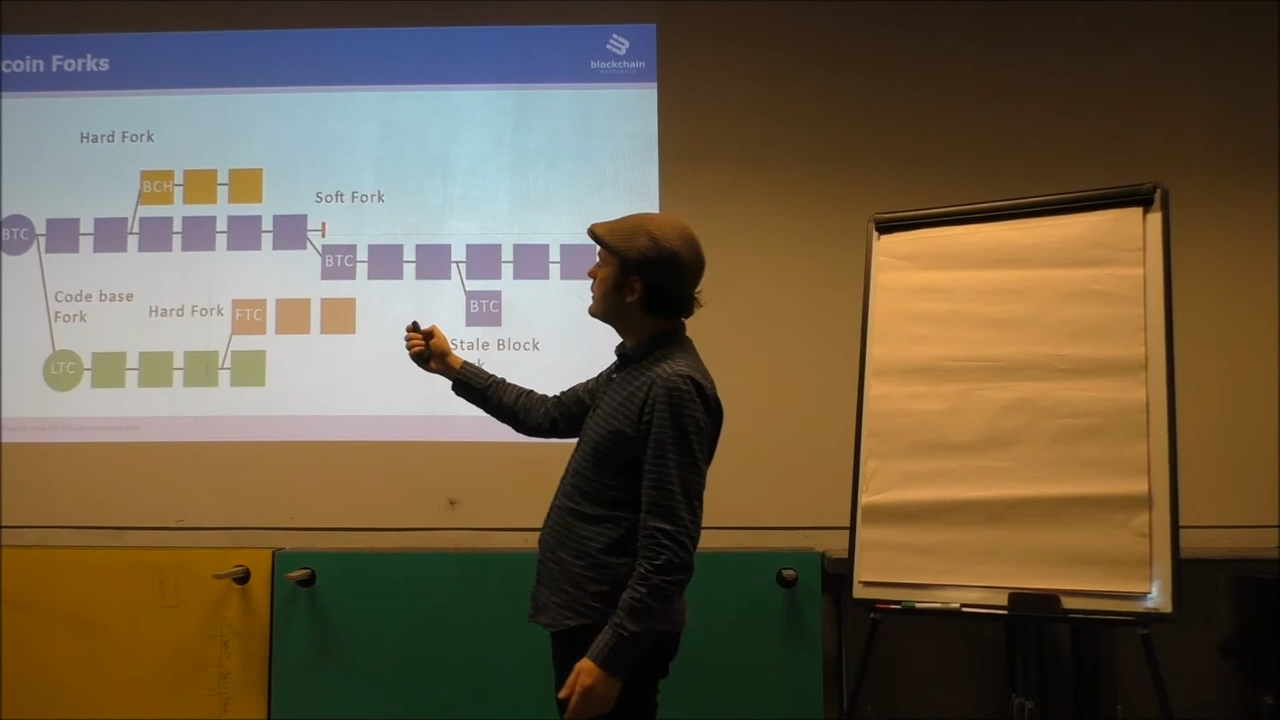 coin Forks
blockchain
Hard Fork
BCH
Soft Fork
BTC
BTC
BTC
Code base
Fork
Hard Fork
FTC
Stale Block
k
LTC